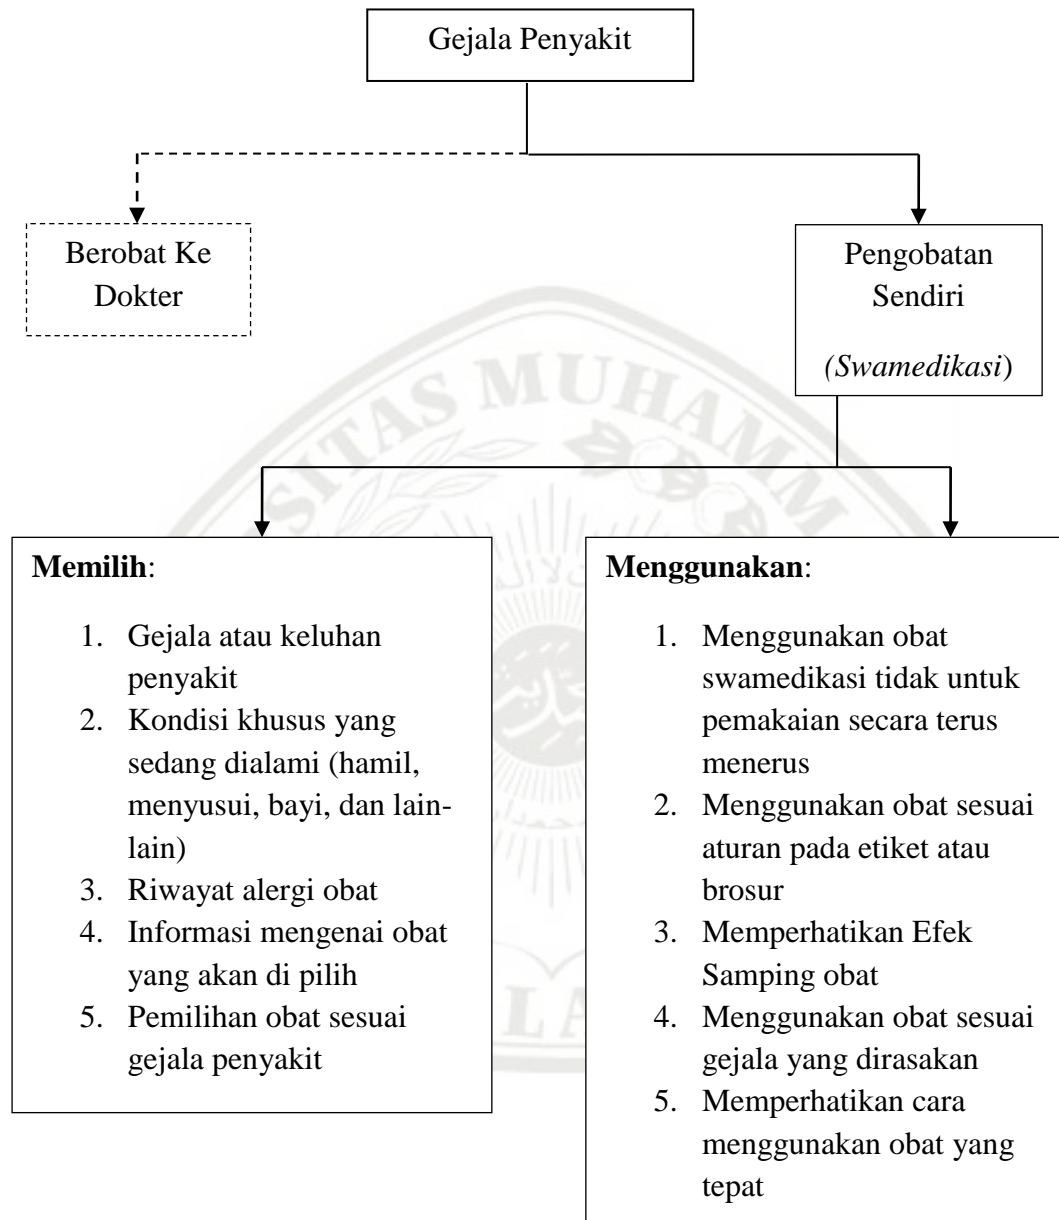 Gejala Penyakit
Berobat Ke
Dokter
Pengobatan
Sendiri
(Swamedikasi)
Memilih:
1. Gejala atau keluhan
penyakit
2. Kondisi khusus yang
sedang dialami (hamil,
menyusui, bayi, dan lain-
lain)
3. Riwayat alergi obat
4. Informasi mengenai obat
yang akan di pilih
5. Pemilihan obat sesuai
gejala penyakit
Menggunakan:
1. Menggunakan obat
swamedikasi tidak untuk
pemakaian secara terus
menerus
2. Menggunakan obat sesuai
aturan pada etiket atau
brosur
3. Memperhatikan Efek
Samping obat
4. Menggunakan obat sesuai
gejala yang dirasakan
5. Memperhatikan cara
menggunakan obat yang
tepat